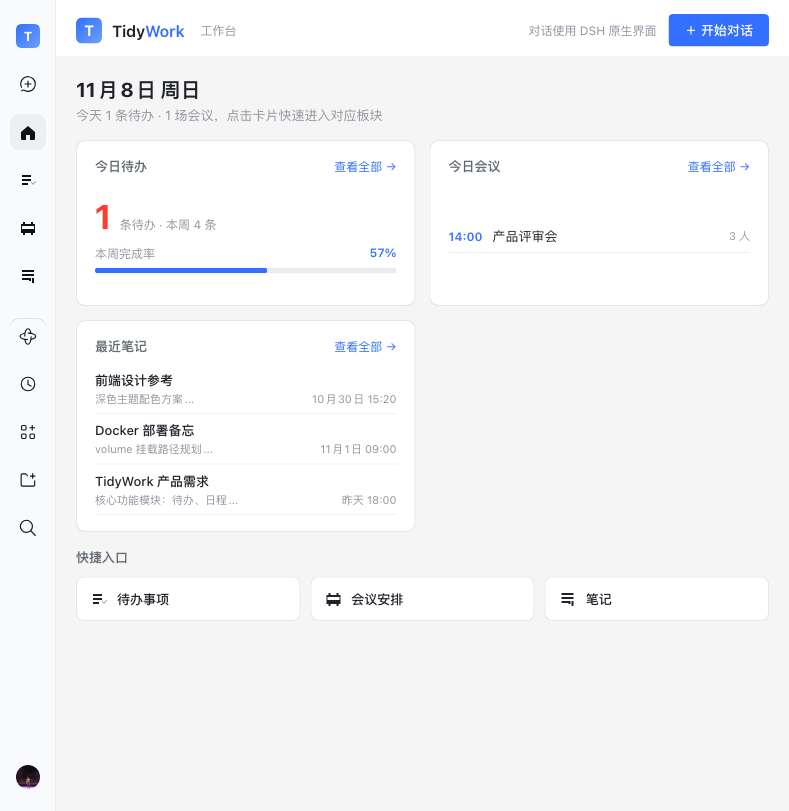 T
T TidyWork 工作台
对话使用 DSH 原生界面
+ 开始对话
11月8日 周日
今天 1 条待办 · 1 场会议，点击卡片快速进入对应板块
今日待办
查看全部 →
1 条待办 · 本周 4 条
本周完成率
57%
今日会议
查看全部 →
14:00 产品评审会
3 人
最近笔记
查看全部 →
前端设计参考
深色主题配色方案...
10月30日 15:20
Docker 部署备忘
volume 挂载路径规划...
11月1日 09:00
TidyWork 产品需求
核心功能模块：待办、日程...
昨天 18:00
快捷入口
待办事项
会议安排
笔记